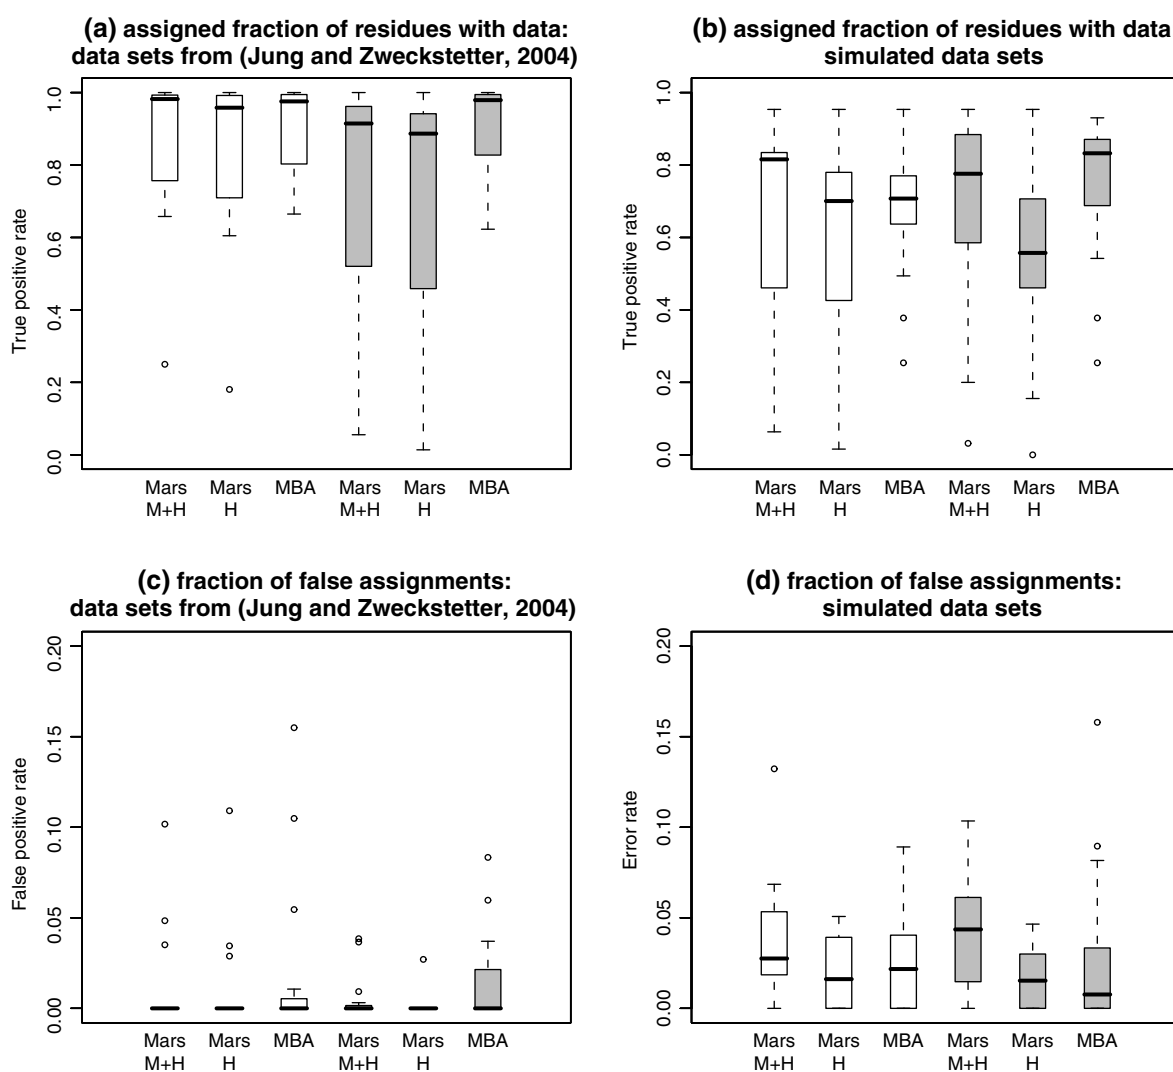 (a) assigned fraction of residues with data:
data sets from (Jung and Zweckstetter, 2004)
True positive rate
1.0
0.8
0.6
0.4
0.2
0.0
Mars M+H
Mars H
MBA
Mars M+H
Mars H
MBA
(b) assigned fraction of residues with data
simulated data sets
True positive rate
1.0
0.8
0.6
0.4
0.2
0.0
Mars M+H
Mars H
MBA
Mars M+H
Mars H
MBA
(c) fraction of false assignments:
data sets from (Jung and Zweckstetter, 2004)
False positive rate
0.20
0.15
0.10
0.05
0.00
Mars M+H
Mars H
MBA
Mars M+H
Mars H
MBA
(d) fraction of false assignments:
simulated data sets
Error rate
0.20
0.15
0.10
0.05
0.00
Mars M+H
Mars H
MBA
Mars M+H
Mars H
MBA